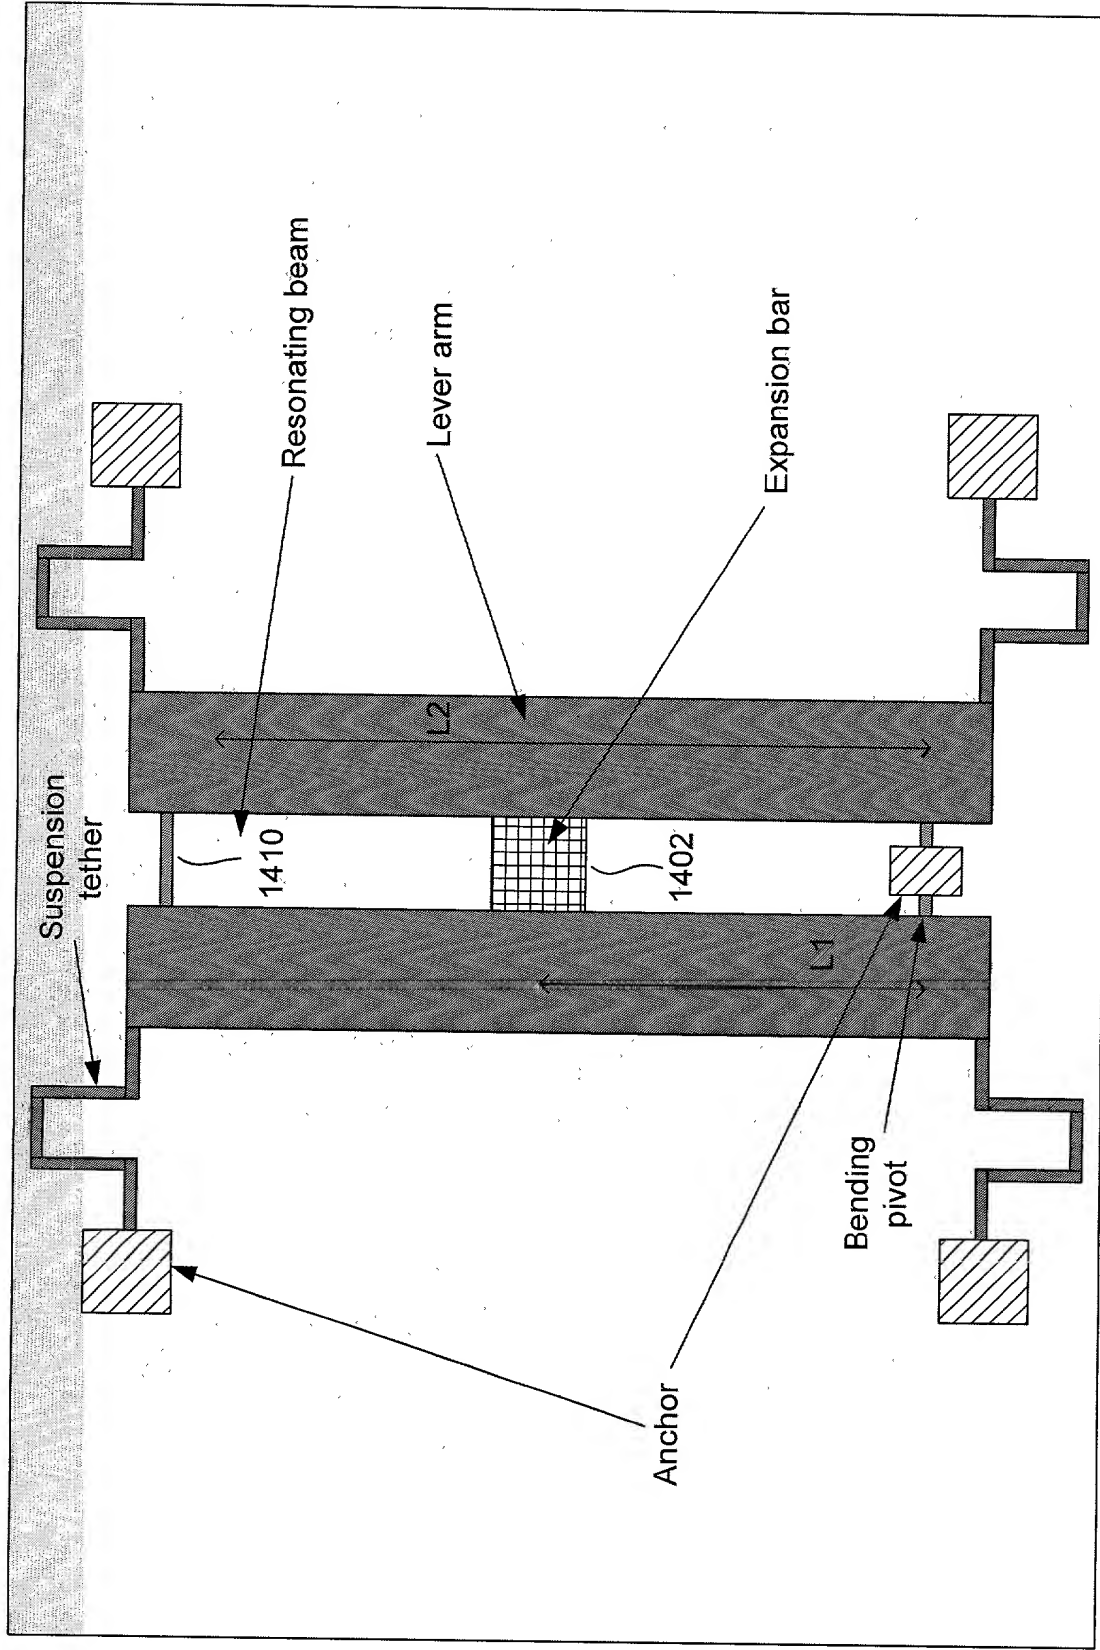 Suspension
tether
Resonating beam
1410
Lever arm
L2
Expansion bar
1402
L1
Bending
pivot
Anchor